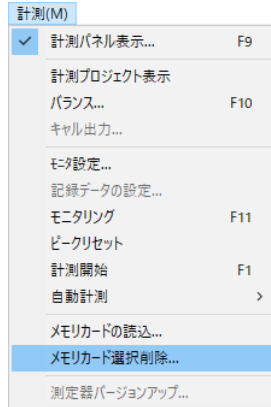 計測(M)
計測パネル表示... F9
計測プロジェクト表示
バランス... F10
キャル出力...
ﾓﾆﾀ設定...
記録データの設定...
モニタリング F11
ピークリセット
計測開始 F1
自動計測
メモリカードの読込...
メモリカード選択削除...
測定器バージョンアップ...